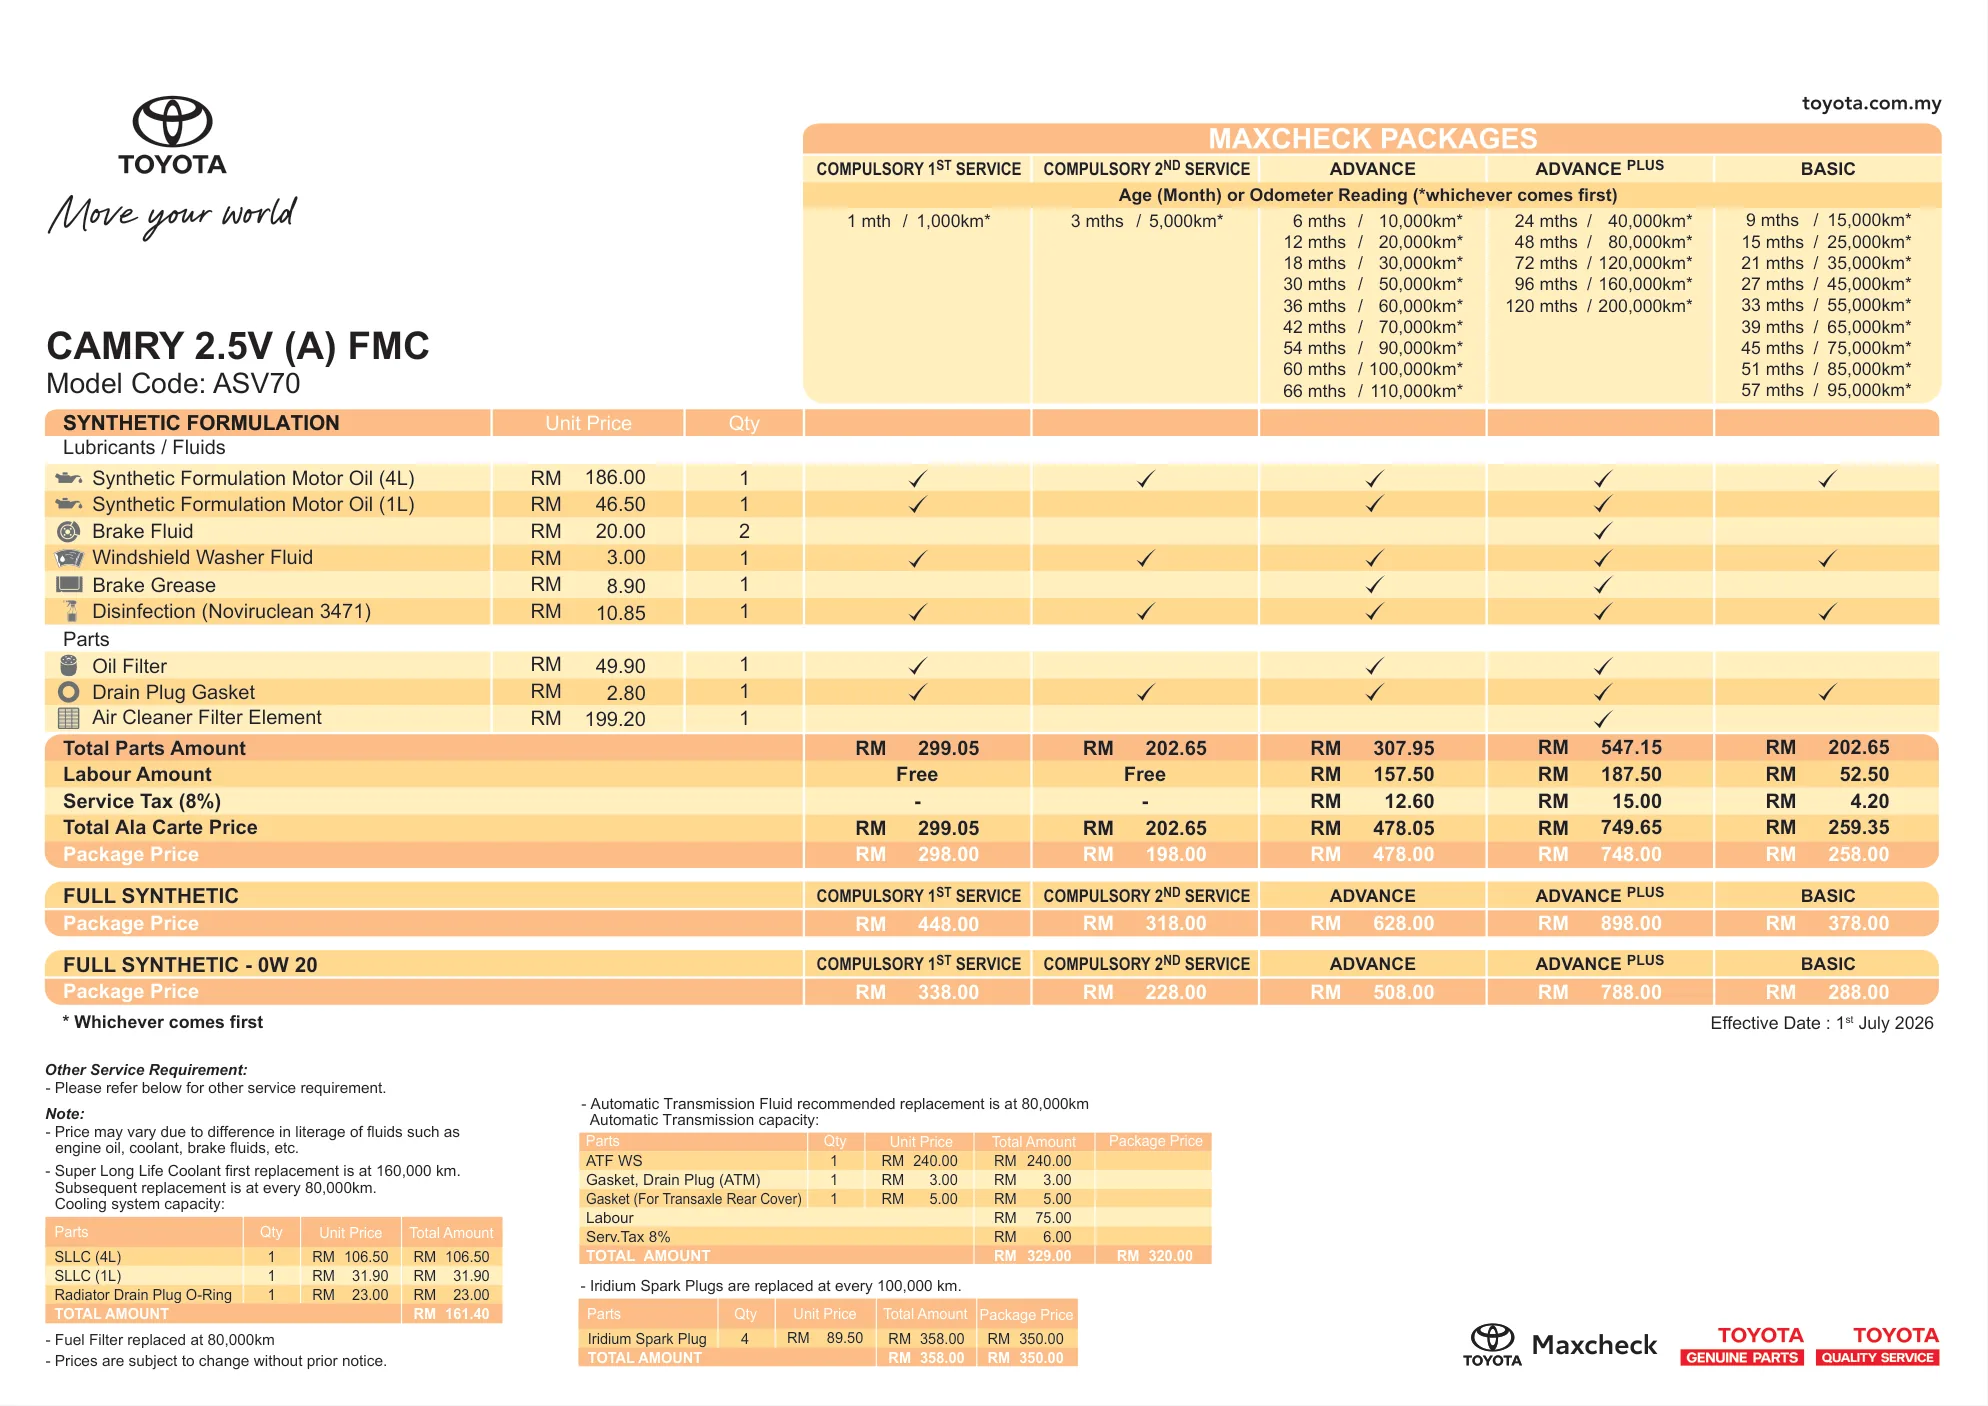 toyota.com.my
TOYOTA
Move your world
MAXCHECK PACKAGES
COMPULSORY 1ST SERVICE COMPULSORY 2ND SERVICE ADVANCE ADVANCE PLUS BASIC
Age (Month) or Odometer Reading (*whichever comes first)
1 mth / 1,000km* 3 mths / 5,000km* 6 mths / 10,000km* 24 mths / 40,000km* 9 mths / 15,000km*
12 mths / 20,000km* 48 mths / 80,000km* 15 mths / 25,000km*
18 mths / 30,000km* 72 mths / 120,000km* 21 mths / 35,000km*
30 mths / 50,000km* 96 mths / 160,000km* 27 mths / 45,000km*
36 mths / 60,000km* 120 mths / 200,000km* 33 mths / 55,000km*
42 mths / 70,000km* 39 mths / 65,000km*
54 mths / 90,000km* 45 mths / 75,000km*
60 mths / 100,000km* 51 mths / 85,000km*
66 mths / 110,000km* 57 mths / 95,000km*
CAMRY 2.5V (A) FMC
Model Code: ASV70
SYNTHETIC FORMULATION Unit Price Qty
Lubricants / Fluids
Synthetic Formulation Motor Oil (4L) RM 186.00 1 ✓ ✓ ✓ ✓ ✓
Synthetic Formulation Motor Oil (1L) RM 46.50 1 ✓ ✓ ✓
Brake Fluid RM 20.00 2 ✓
Windshield Washer Fluid RM 3.00 1 ✓ ✓ ✓ ✓ ✓
Brake Grease RM 8.90 1 ✓ ✓
Disinfection (Noviruclean 3471) RM 10.85 1 ✓ ✓ ✓ ✓ ✓
Parts
Oil Filter RM 49.90 1 ✓ ✓ ✓
Drain Plug Gasket RM 2.80 1 ✓ ✓ ✓ ✓ ✓
Air Cleaner Filter Element RM 199.20 1 ✓
Total Parts Amount RM 299.05 RM 202.65 RM 307.95 RM 547.15 RM 202.65
Labour Amount Free Free RM 157.50 RM 187.50 RM 52.50
Service Tax (8%) - - RM 12.60 RM 15.00 RM 4.20
Total Ala Carte Price RM 299.05 RM 202.65 RM 478.05 RM 749.65 RM 259.35
Package Price RM 298.00 RM 198.00 RM 478.00 RM 748.00 RM 258.00
FULL SYNTHETIC COMPULSORY 1ST SERVICE COMPULSORY 2ND SERVICE ADVANCE ADVANCE PLUS BASIC
Package Price RM 448.00 RM 318.00 RM 628.00 RM 898.00 RM 378.00
FULL SYNTHETIC - 0W 20 COMPULSORY 1ST SERVICE COMPULSORY 2ND SERVICE ADVANCE ADVANCE PLUS BASIC
Package Price RM 338.00 RM 228.00 RM 508.00 RM 788.00 RM 288.00
* Whichever comes first
Effective Date : 1st July 2026
Other Service Requirement:
- Please refer below for other service requirement.
Note:
- Price may vary due to difference in literage of fluids such as
engine oil, coolant, brake fluids, etc.
- Super Long Life Coolant first replacement is at 160,000 km.
Subsequent replacement is at every 80,000km.
Cooling system capacity:
Parts Qty Unit Price Total Amount
SLLC (4L) 1 RM 106.50 RM 106.50
SLLC (1L) 1 RM 31.90 RM 31.90
Radiator Drain Plug O-Ring 1 RM 23.00 RM 23.00
TOTAL AMOUNT RM 161.40
- Fuel Filter replaced at 80,000km
- Prices are subject to change without prior notice.
- Automatic Transmission Fluid recommended replacement is at 80,000km
Automatic Transmission capacity:
Parts Qty Unit Price Total Amount Package Price
ATF WS 1 RM 240.00 RM 240.00
Gasket, Drain Plug (ATM) 1 RM 3.00 RM 3.00
Gasket (For Transaxle Rear Cover) 1 RM 5.00 RM 5.00
Labour RM 75.00
Serv.Tax 8% RM 6.00
TOTAL AMOUNT RM 329.00 RM 320.00
- Iridium Spark Plugs are replaced at every 100,000 km.
Parts Qty Unit Price Total Amount Package Price
Iridium Spark Plug 4 RM 89.50 RM 358.00 RM 350.00
TOTAL AMOUNT RM 358.00 RM 350.00
TOYOTA Maxcheck
TOYOTA
GENUINE PARTS
TOYOTA
QUALITY SERVICE